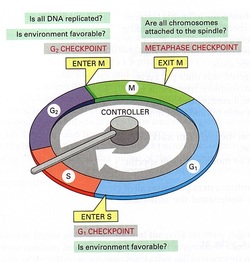 Is all DNA replicated?
Is environment favorable?
G₂ CHECKPOINT
ENTER M
Are all chromosomes
attached to the spindle?
METAPHASE CHECKPOINT
EXIT M
M
G₂
CONTROLLER
G₁
S
ENTER S
G₁ CHECKPOINT
Is environment favorable?